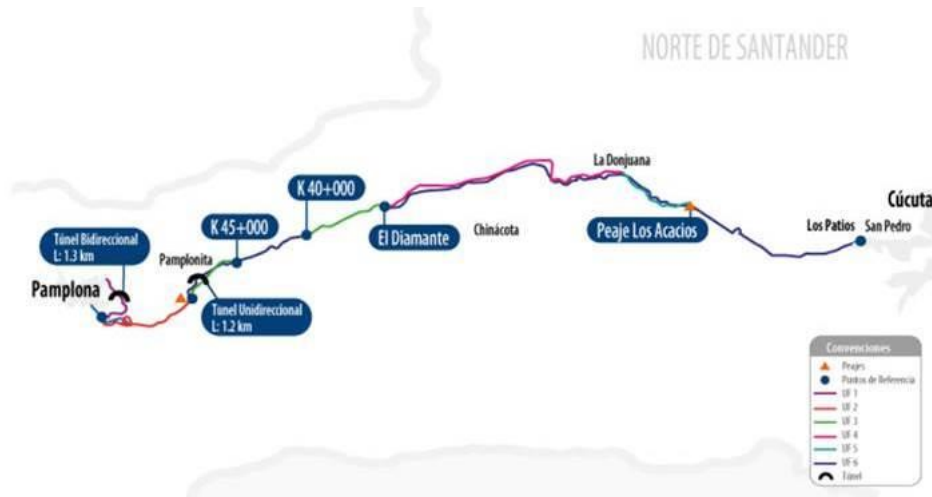 NORTE DE SANTANDER
La Donjuana
K 40+000
Cúcuta
K 45+000
El Diamante
Chinácota
Peaje Los Acacios
Los Patios
San Pedro
Túnel Bidireccional
L: 1.3 km
Pamplonita
Pamplona
Tunel Unidireccional
L: 1.2 km
Convenciones
Peajes
Puntos de Referencia
UF 1
UF 2
UF 3
UF 4
UF 5
UF 6
Túnel